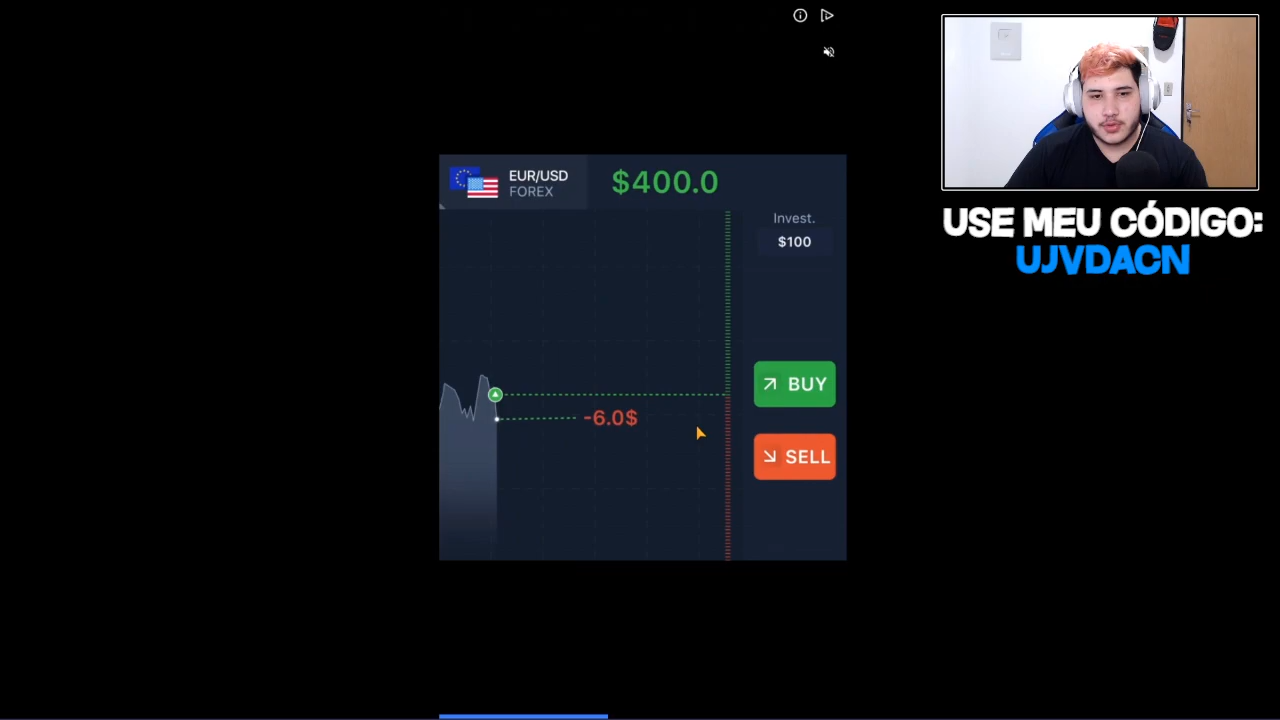 EUR/USD
FOREX
$400.0
Invest.
$100
BUY
-6.0$
SELL
USE MEU CÓDIGO:
UJVDACN